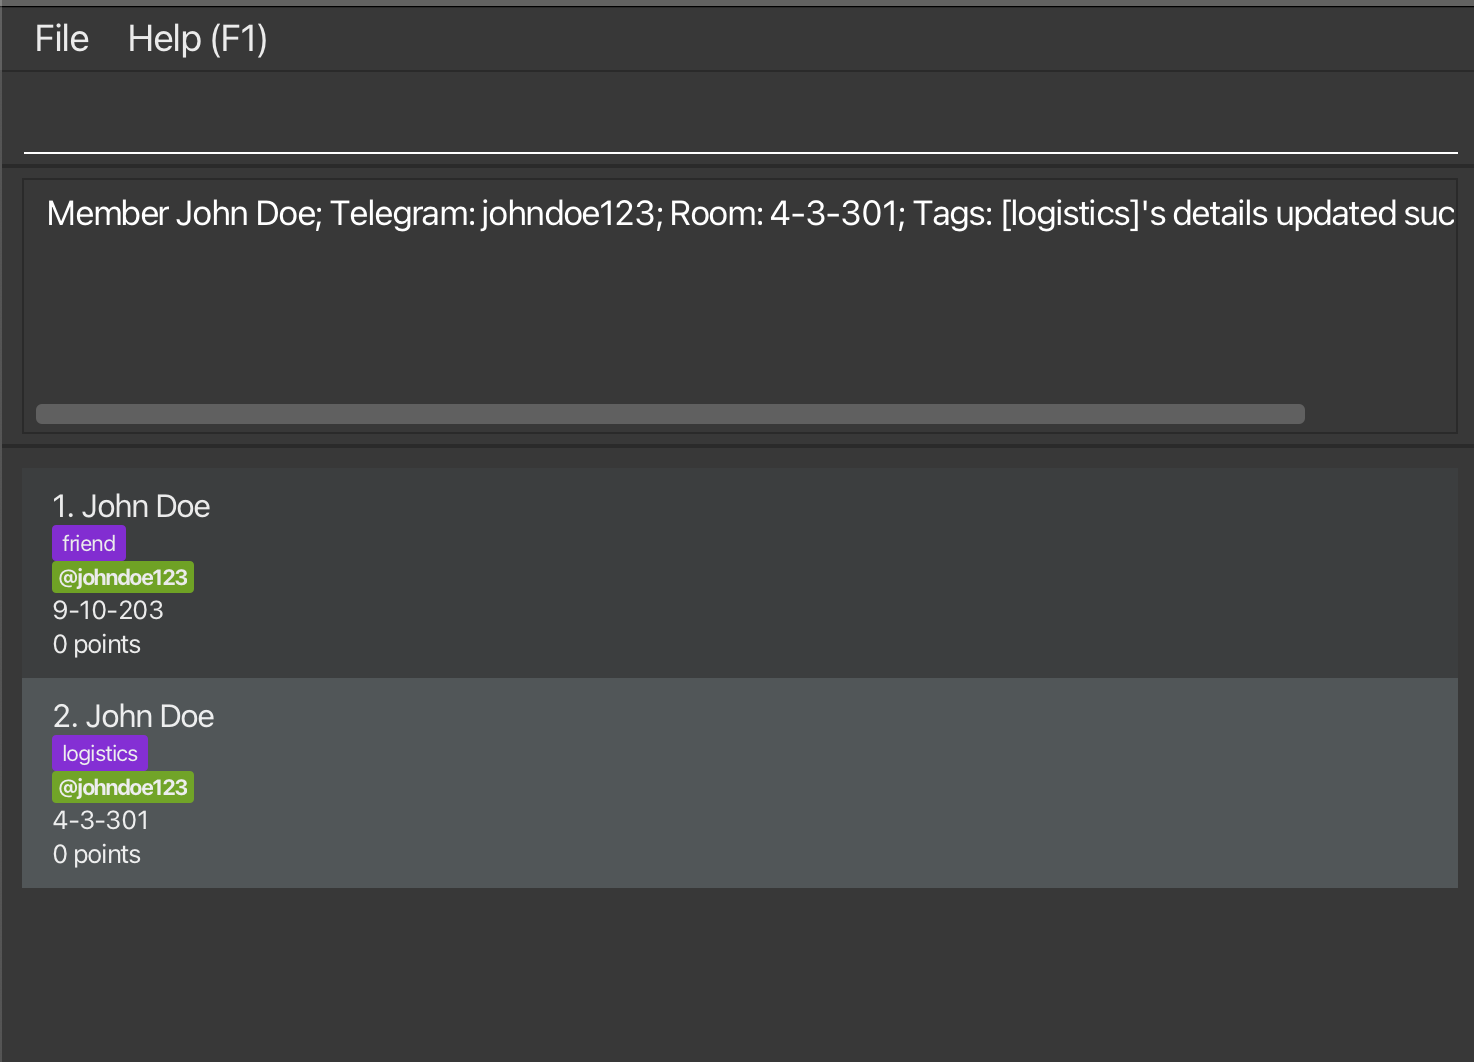 File Help (F1)
Member John Doe; Telegram: johndoe123; Room: 4-3-301; Tags: [logistics]'s details updated suc
1. John Doe
friend
@johndoe123
9-10-203
0 points
2. John Doe
logistics
@johndoe123
4-3-301
0 points